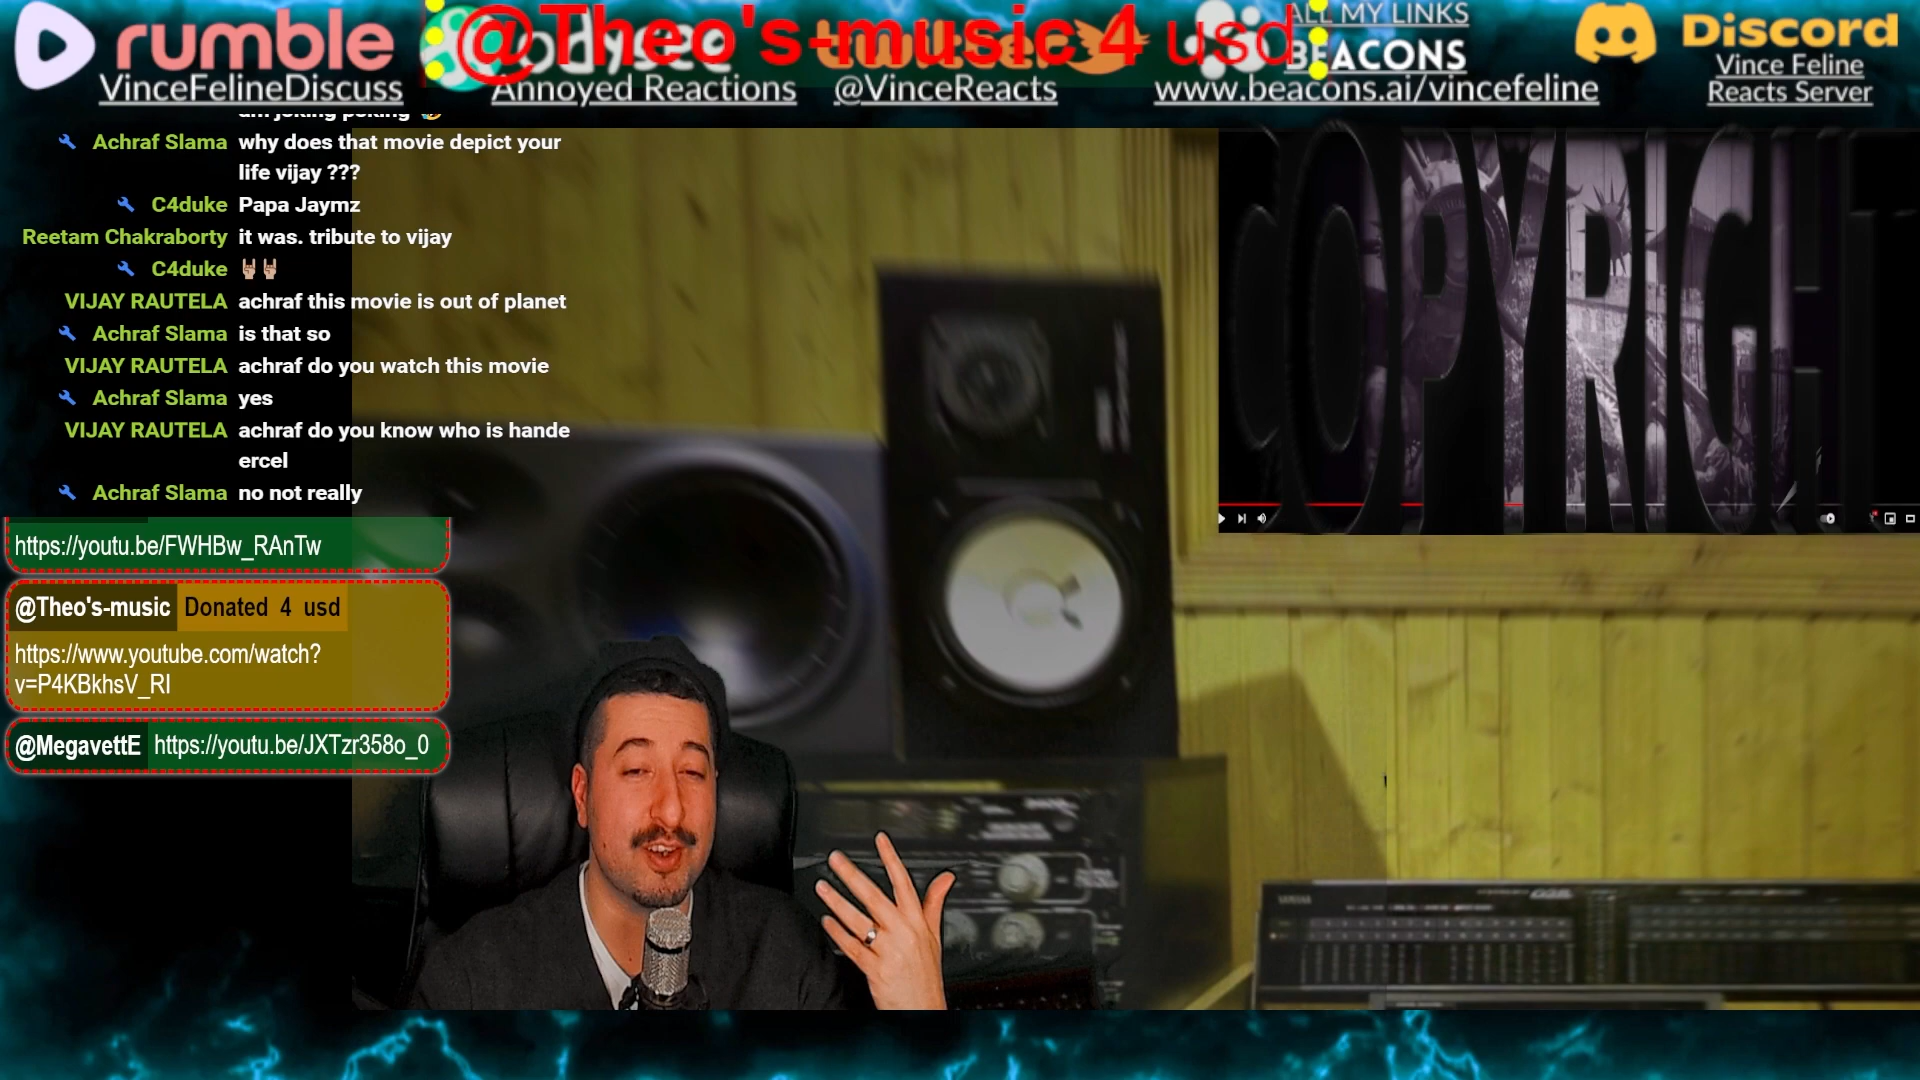 rumble
VinceFelineDiscuss
@Theo's-music 4 usd
odysee
Annoyed Reactions
twitter
@VinceReacts
ALL MY LINKS
BEACONS
www.beacons.ai/vincefeline
Discord
Vince Feline
Reacts Server
am joking poking
Achraf Slama why does that movie depict your
life vijay ???
C4duke Papa Jaymz
Reetam Chakraborty it was. tribute to vijay
C4duke 🤘🤘
VIJAY RAUTELA achraf this movie is out of planet
Achraf Slama is that so
VIJAY RAUTELA achraf do you watch this movie
Achraf Slama yes
VIJAY RAUTELA achraf do you know who is hande
ercel
Achraf Slama no not really
https://youtu.be/FWHBw_RAnTw
@Theo's-music Donated 4 usd
https://www.youtube.com/watch?
v=P4KBkhsV_RI
@MegavettE https://youtu.be/JXTzr358o_0
COPYRIGHT